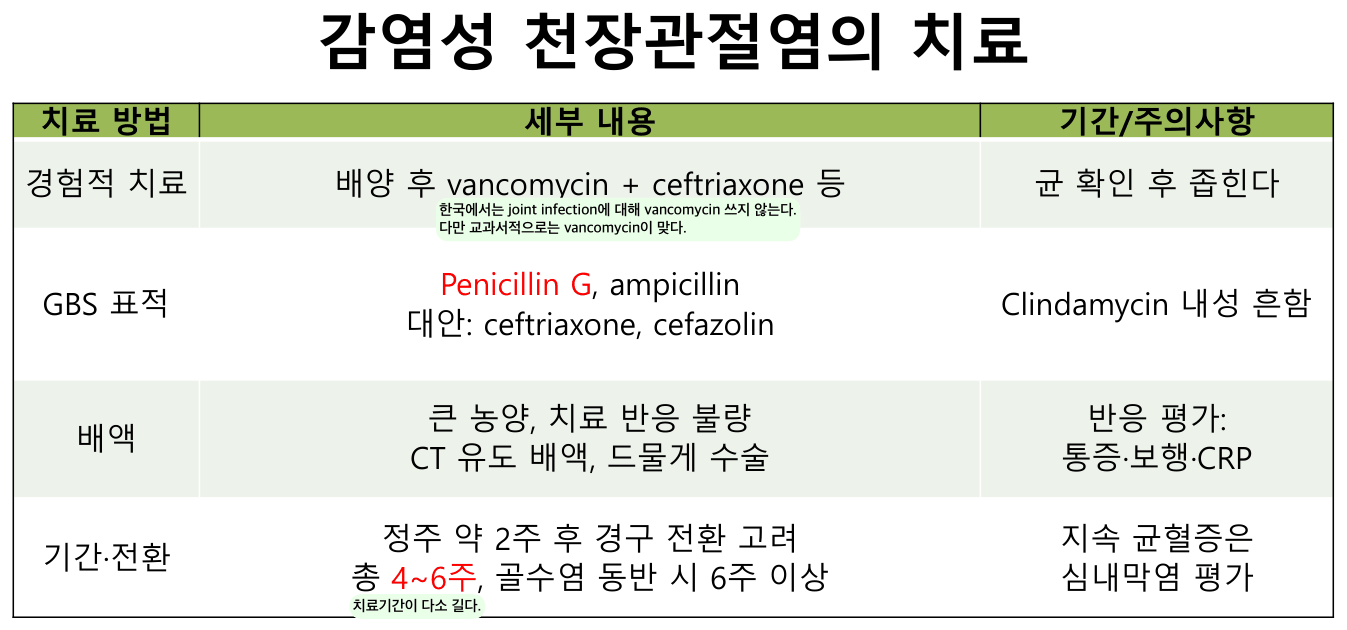 감염성 천장관절염의 치료
치료 방법
세부 내용
기간/주의사항
경험적 치료
배양 후 vancomycin + ceftriaxone 등
한국에서는 joint infection에 대해 vancomycin 쓰지 않는다.
다만 교과서적으로는 vancomycin이 맞다.
균 확인 후 좁힌다
GBS 표적
Penicillin G, ampicillin
대안: ceftriaxone, cefazolin
Clindamycin 내성 흔함
배액
큰 농양, 치료 반응 불량
CT 유도 배액, 드물게 수술
반응 평가:
통증·보행·CRP
기간·전환
정주 약 2주 후 경구 전환 고려
총 4~6주, 골수염 동반 시 6주 이상
치료기간이 다소 길다.
지속 균혈증은
심내막염 평가